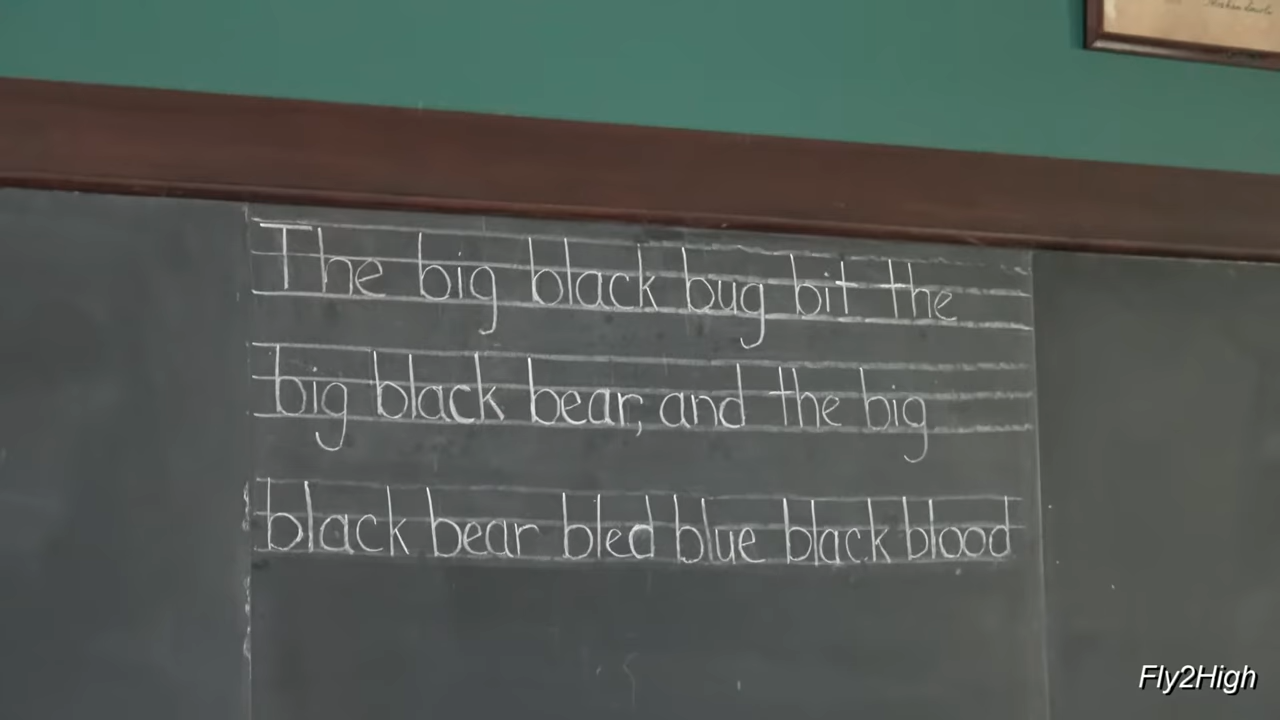 The big black bug bit the
big black bear, and the big
black bear bled blue black blood
Fly2High